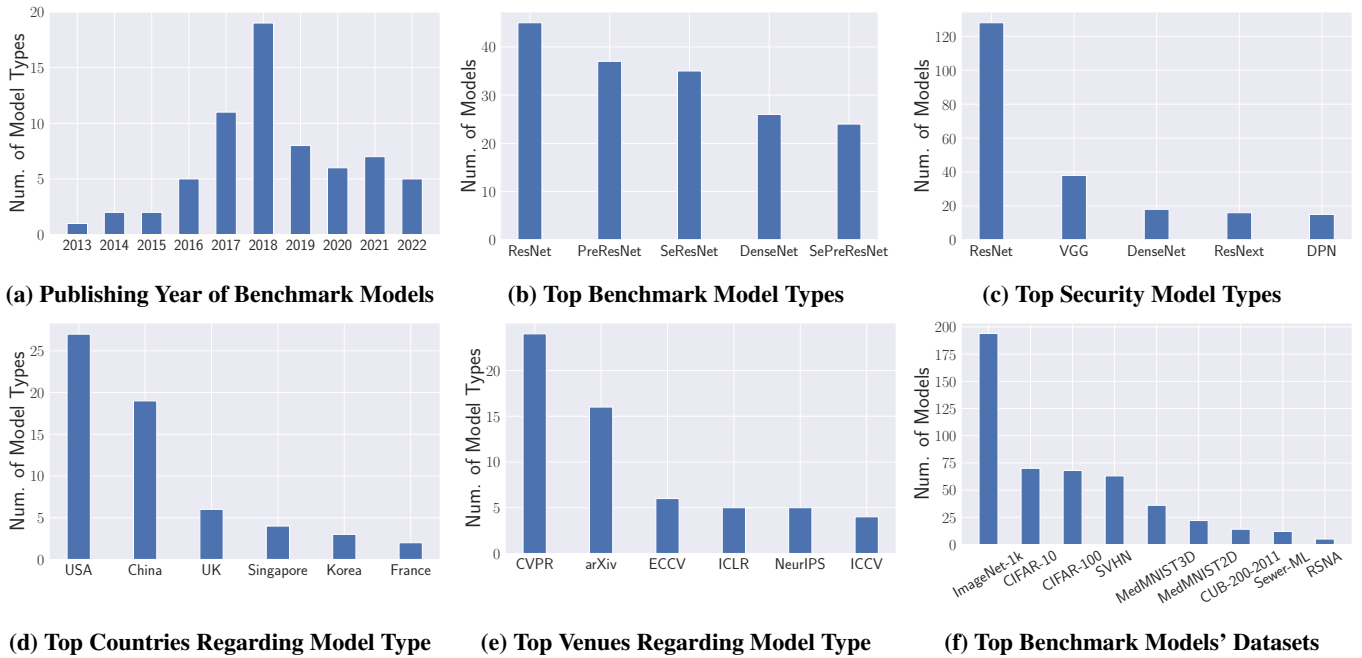 Num. of Model Types
20
15
10
5
0
2013 2014 2015 2016 2017 2018 2019 2020 2021 2022
(a) Publishing Year of Benchmark Models
Num. of Models
40
30
20
10
0
ResNet PreResNet SeResNet DenseNet SePreResNet
(b) Top Benchmark Model Types
Num. of Models
120
100
80
60
40
20
0
ResNet VGG DenseNet ResNext DPN
(c) Top Security Model Types
Num. of Model Types
25
20
15
10
5
0
USA China UK Singapore Korea France
(d) Top Countries Regarding Model Type
Num. of Model Types
20
15
10
5
0
CVPR arXiv ECCV ICLR NeurIPS ICCV
(e) Top Venues Regarding Model Type
Num. of Models
200
175
150
125
100
75
50
25
0
ImageNet-1k CIFAR-10 CIFAR-100 SVHN MedMNIST3D MedMNIST2D CUB-200-2011 Sewer-ML RSNA
(f) Top Benchmark Models' Datasets